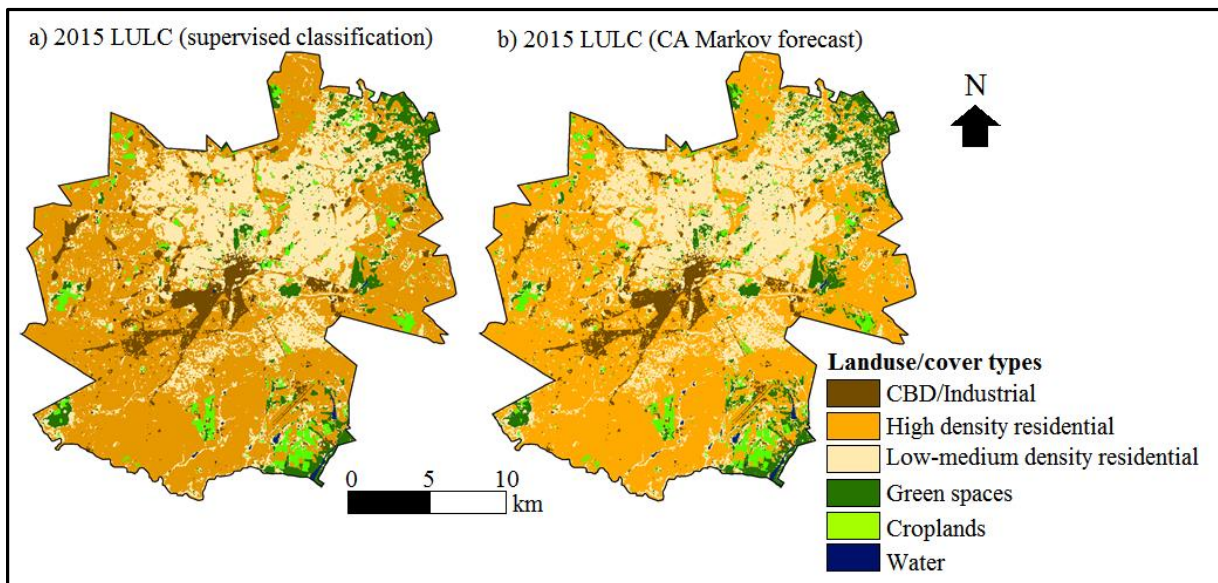 a) 2015 LULC (supervised classification)
b) 2015 LULC (CA Markov forecast)
N
Landuse/cover types
CBD/Industrial
High density residential
Low-medium density residential
Green spaces
Croplands
Water
0 5 10
km